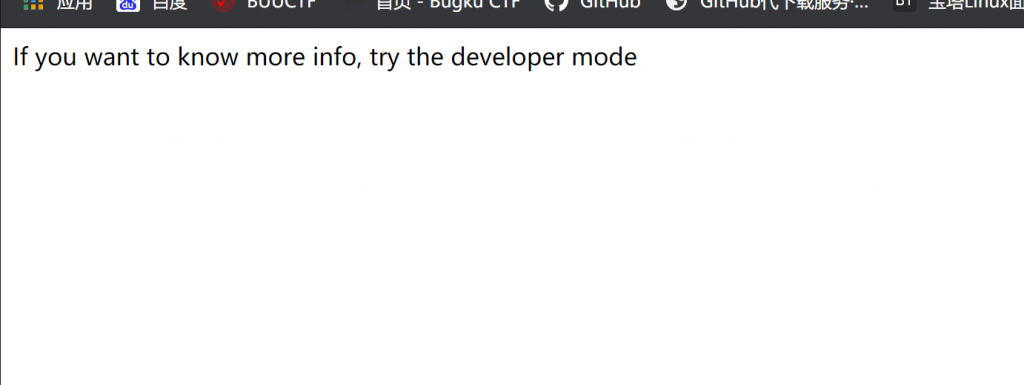 应用 百度 BUUCTF 首页 - Bugku CTF GitHub GitHub代下载服务·... BT 宝塔Linux面
If you want to know more info, try the developer mode